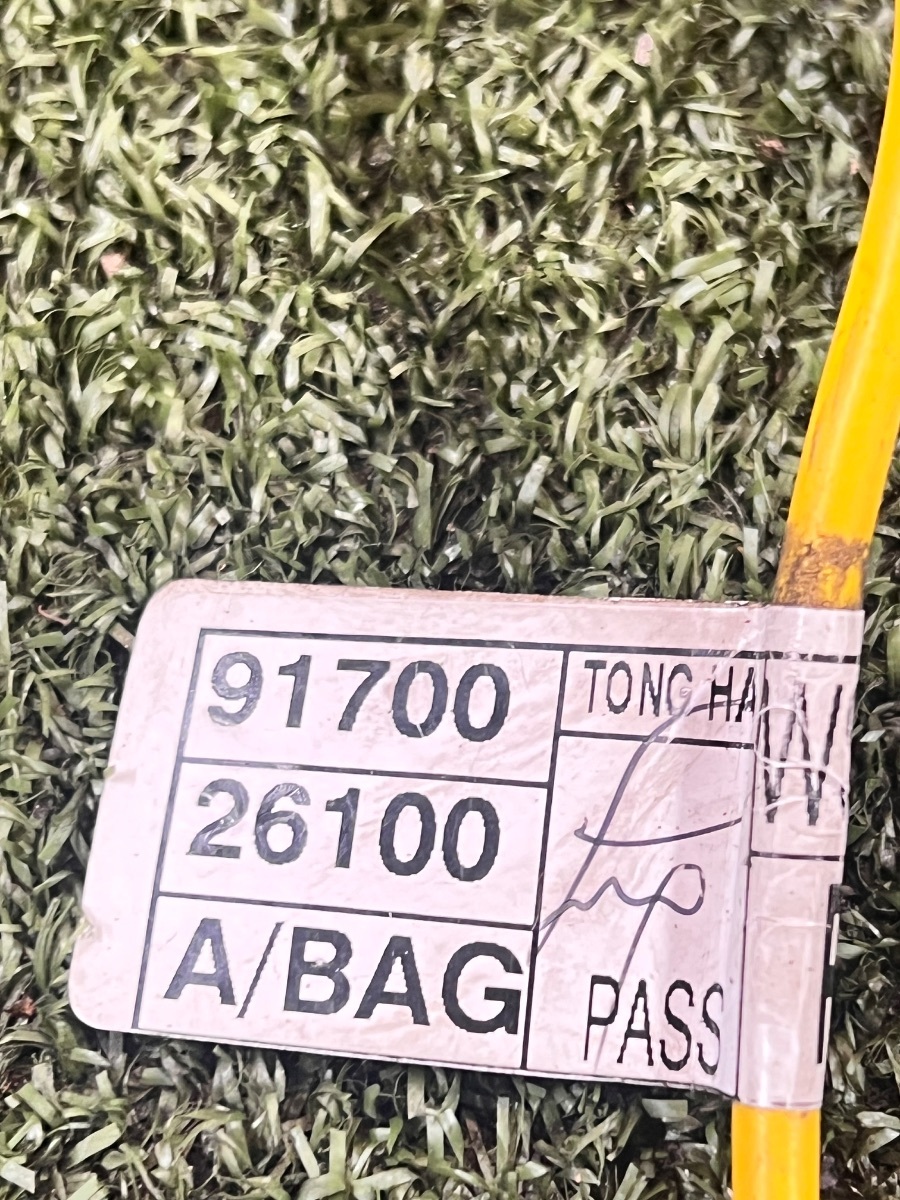 91700
26100
A/BAG
TONG HA
W
PASS